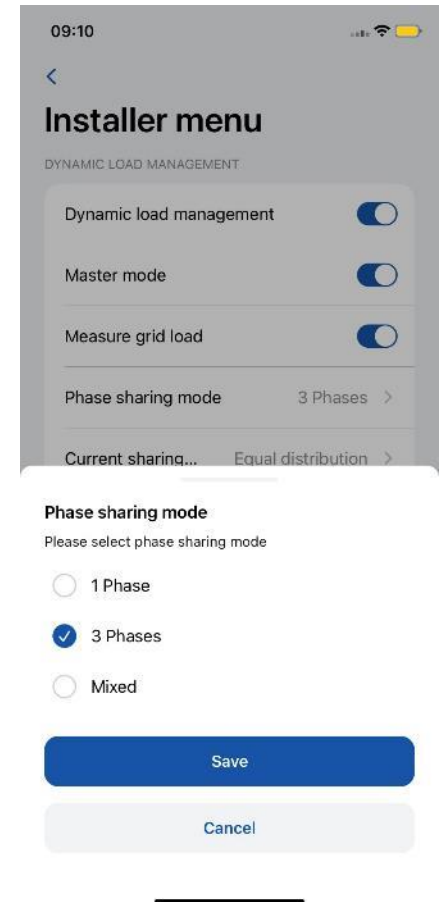 09:10
Installer menu
DYNAMIC LOAD MANAGEMENT
Dynamic load management
Master mode
Measure grid load
Phase sharing mode 3 Phases
Current sharing... Equal distribution
Phase sharing mode
Please select phase sharing mode
1 Phase
3 Phases
Mixed
Save
Cancel